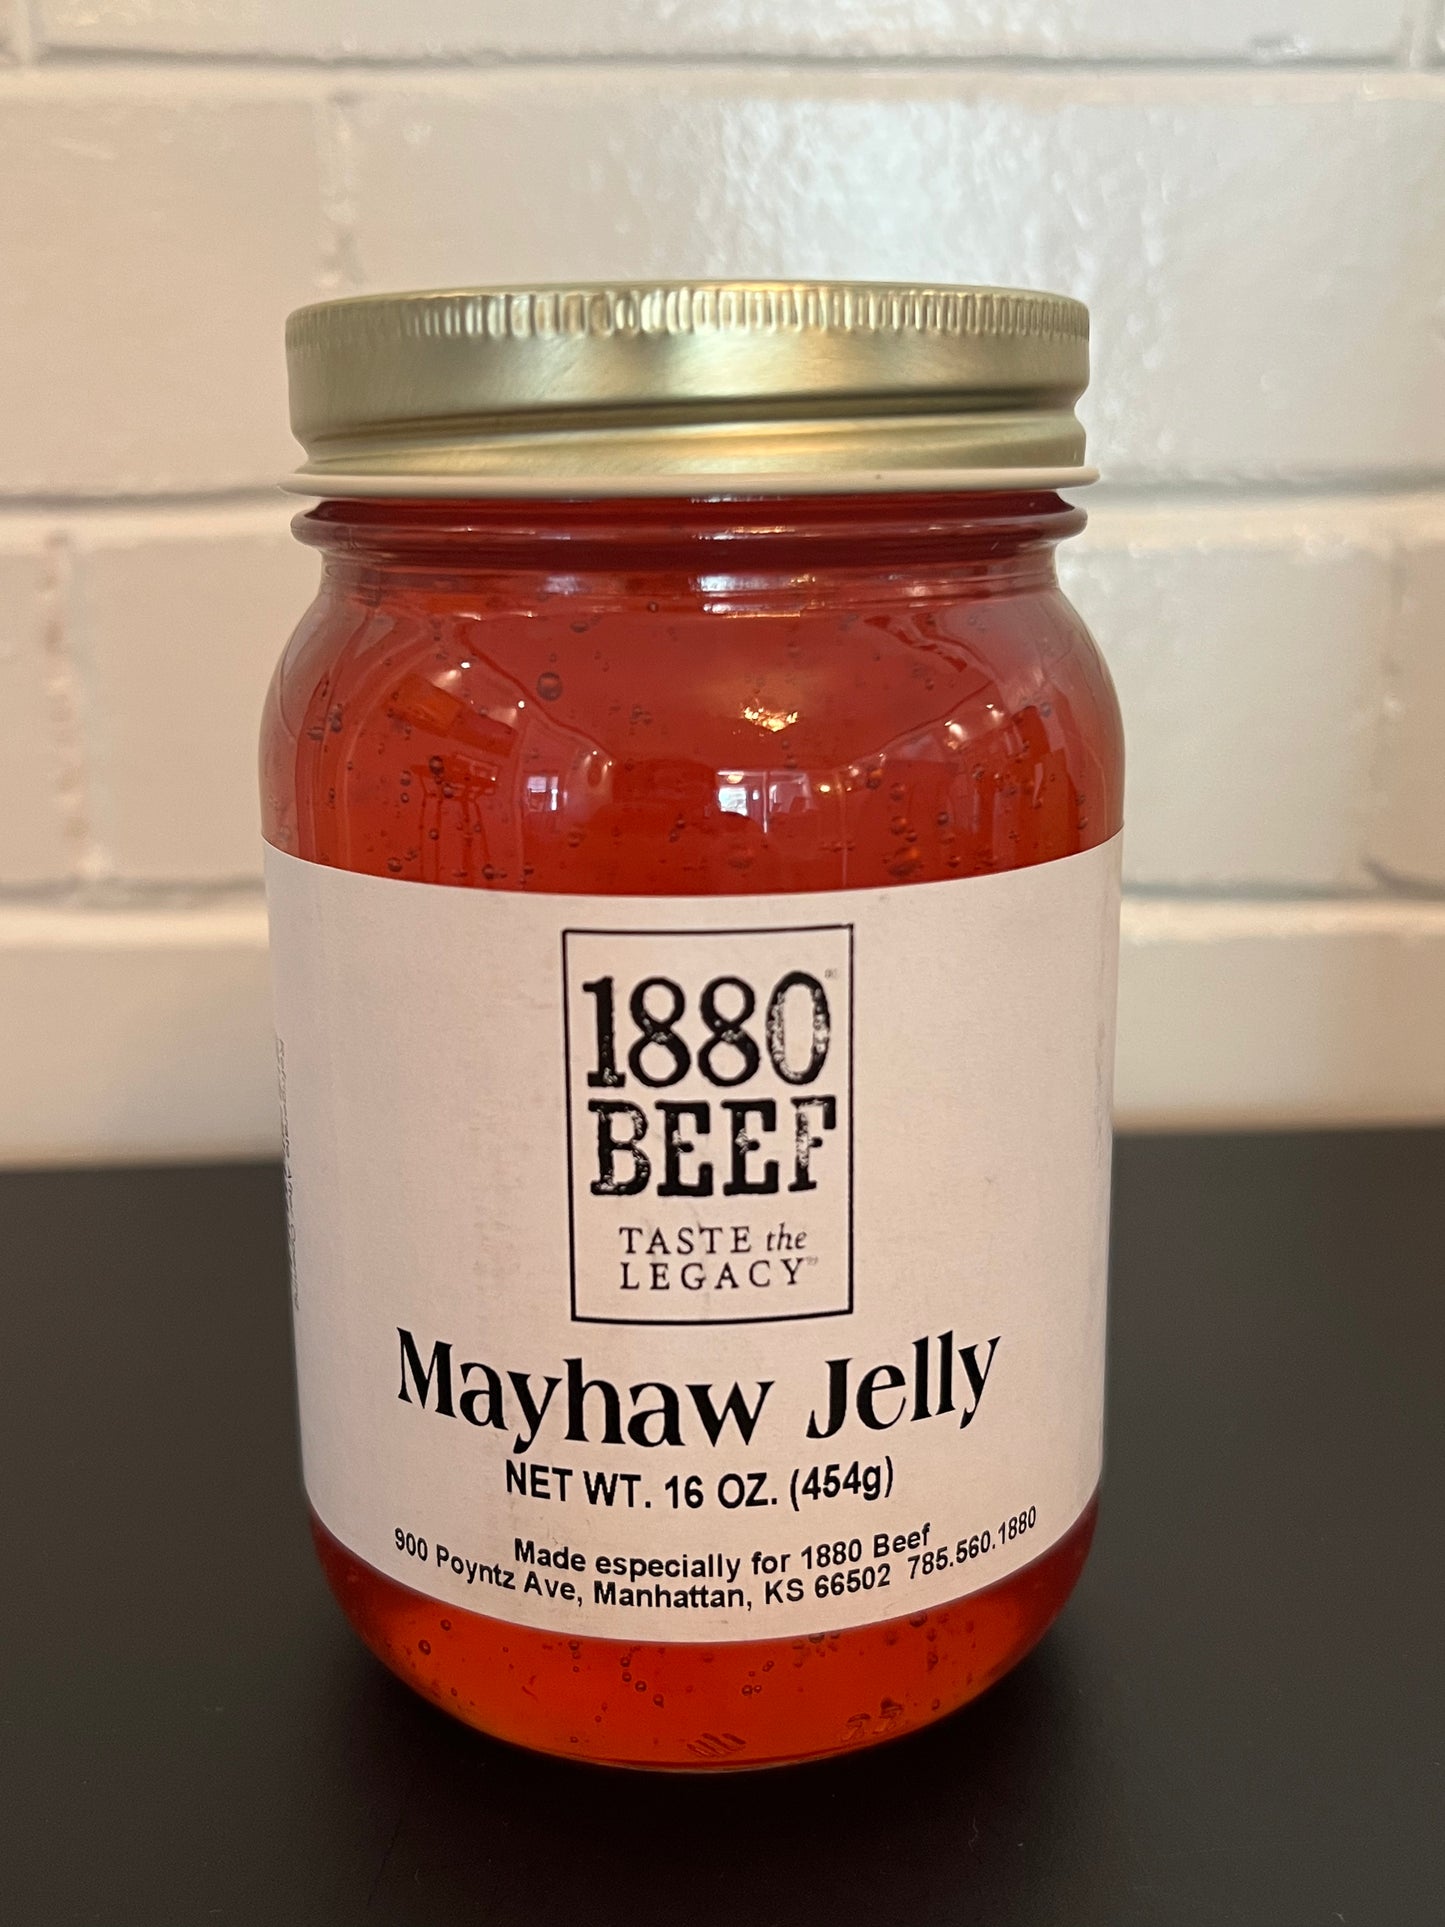 1880
BEEF
TASTE the
LEGACY™
Mayhaw Jelly
NET WT. 16 OZ. (454g)
Made especially for 1880 Beef
900 Poyntz Ave, Manhattan, KS 66502 785.560.1880